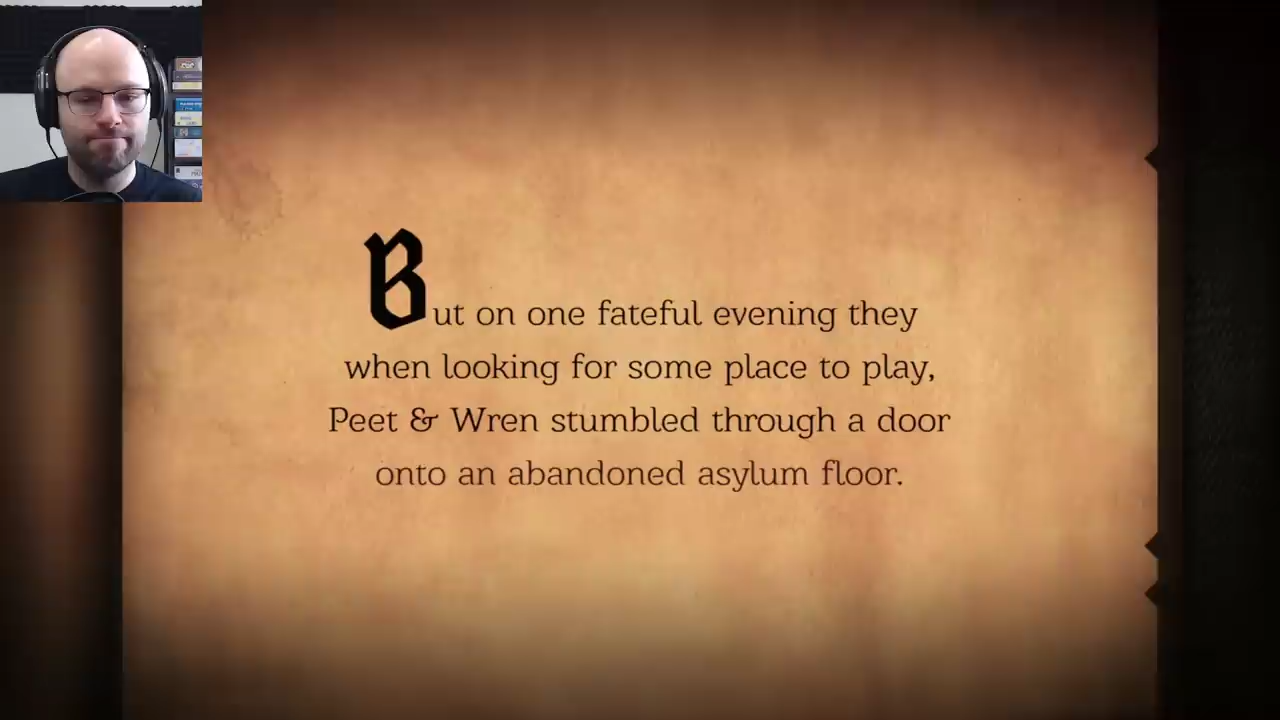 But on one fateful evening they
when looking for some place to play,
Peet & Wren stumbled through a door
onto an abandoned asylum floor.